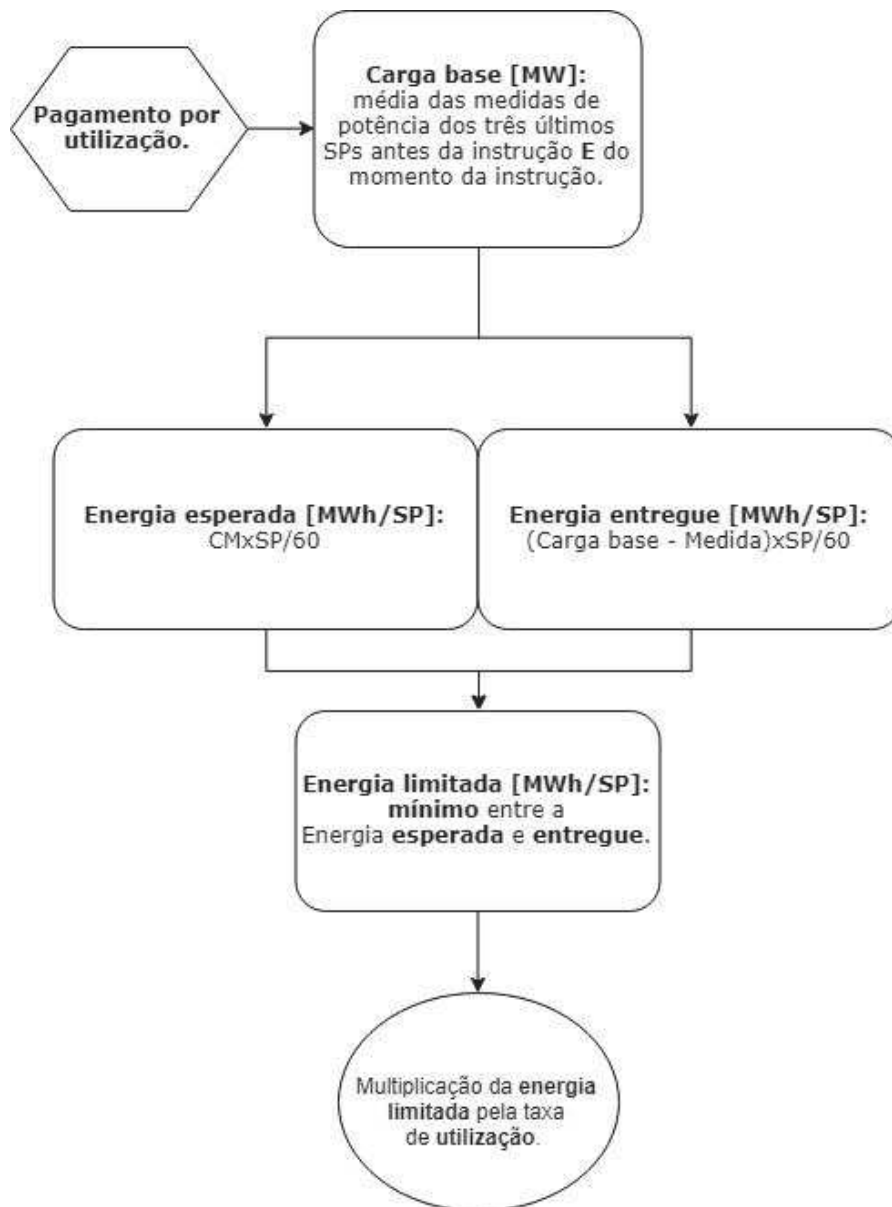 Pagamento por
utilização.
Carga base [MW]:
média das medidas de
potência dos três últimos
SPs antes da instrução E do
momento da instrução.
Energia esperada [MWh/SP]:
CMxSP/60
Energia entregue [MWh/SP]:
(Carga base - Medida)xSP/60
Energia limitada [MWh/SP]:
mínimo entre a
Energia esperada e entregue.
Multiplicação da energia
limitada pela taxa
de utilização.